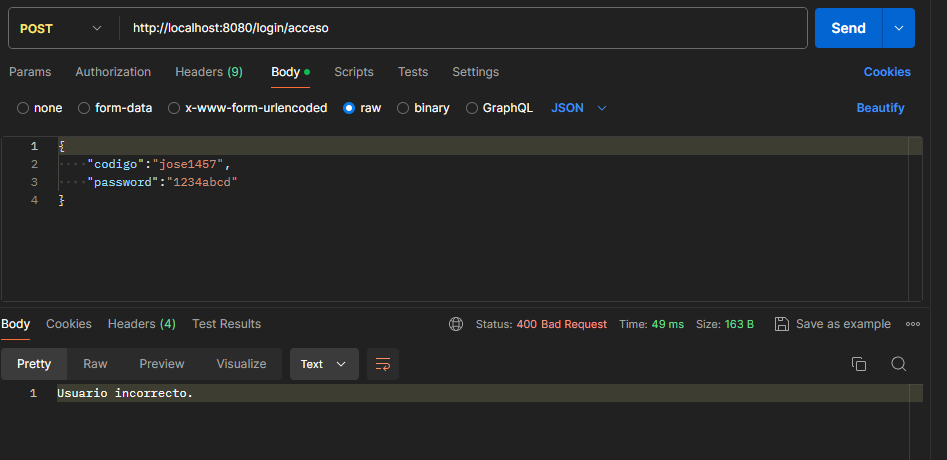 POST http://localhost:8080/login/acceso Send
Params Authorization Headers (9) Body Scripts Tests Settings Cookies
none form-data x-www-form-urlencoded raw binary GraphQL JSON Beautify
1 {
2 ····"codigo":"jose1457",
3 ····"password":"1234abcd"
4 }
Body Cookies Headers (4) Test Results Status: 400 Bad Request Time: 49 ms Size: 163 B Save as example
Pretty Raw Preview Visualize Text
1 Usuario incorrecto.